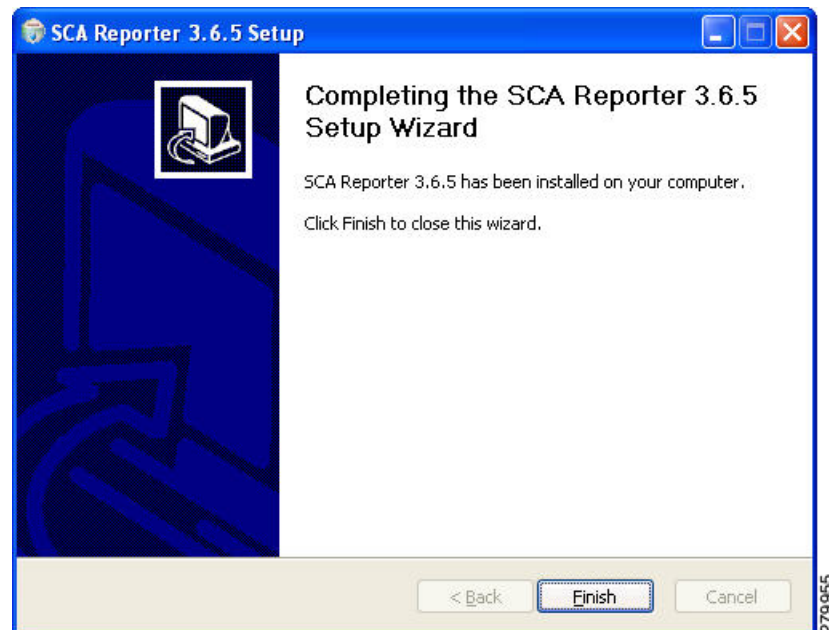 SCA Reporter 3.6.5 Setup
Completing the SCA Reporter 3.6.5
Setup Wizard
SCA Reporter 3.6.5 has been installed on your computer.
Click Finish to close this wizard.
< Back
Finish
Cancel
279955